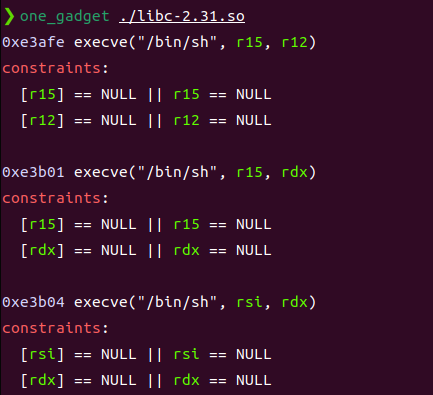 ❯ one_gadget ./libc-2.31.so
0xe3afe execve("/bin/sh", r15, r12)
constraints:
  [r15] == NULL || r15 == NULL
  [r12] == NULL || r12 == NULL

0xe3b01 execve("/bin/sh", r15, rdx)
constraints:
  [r15] == NULL || r15 == NULL
  [rdx] == NULL || rdx == NULL

0xe3b04 execve("/bin/sh", rsi, rdx)
constraints:
  [rsi] == NULL || rsi == NULL
  [rdx] == NULL || rdx == NULL